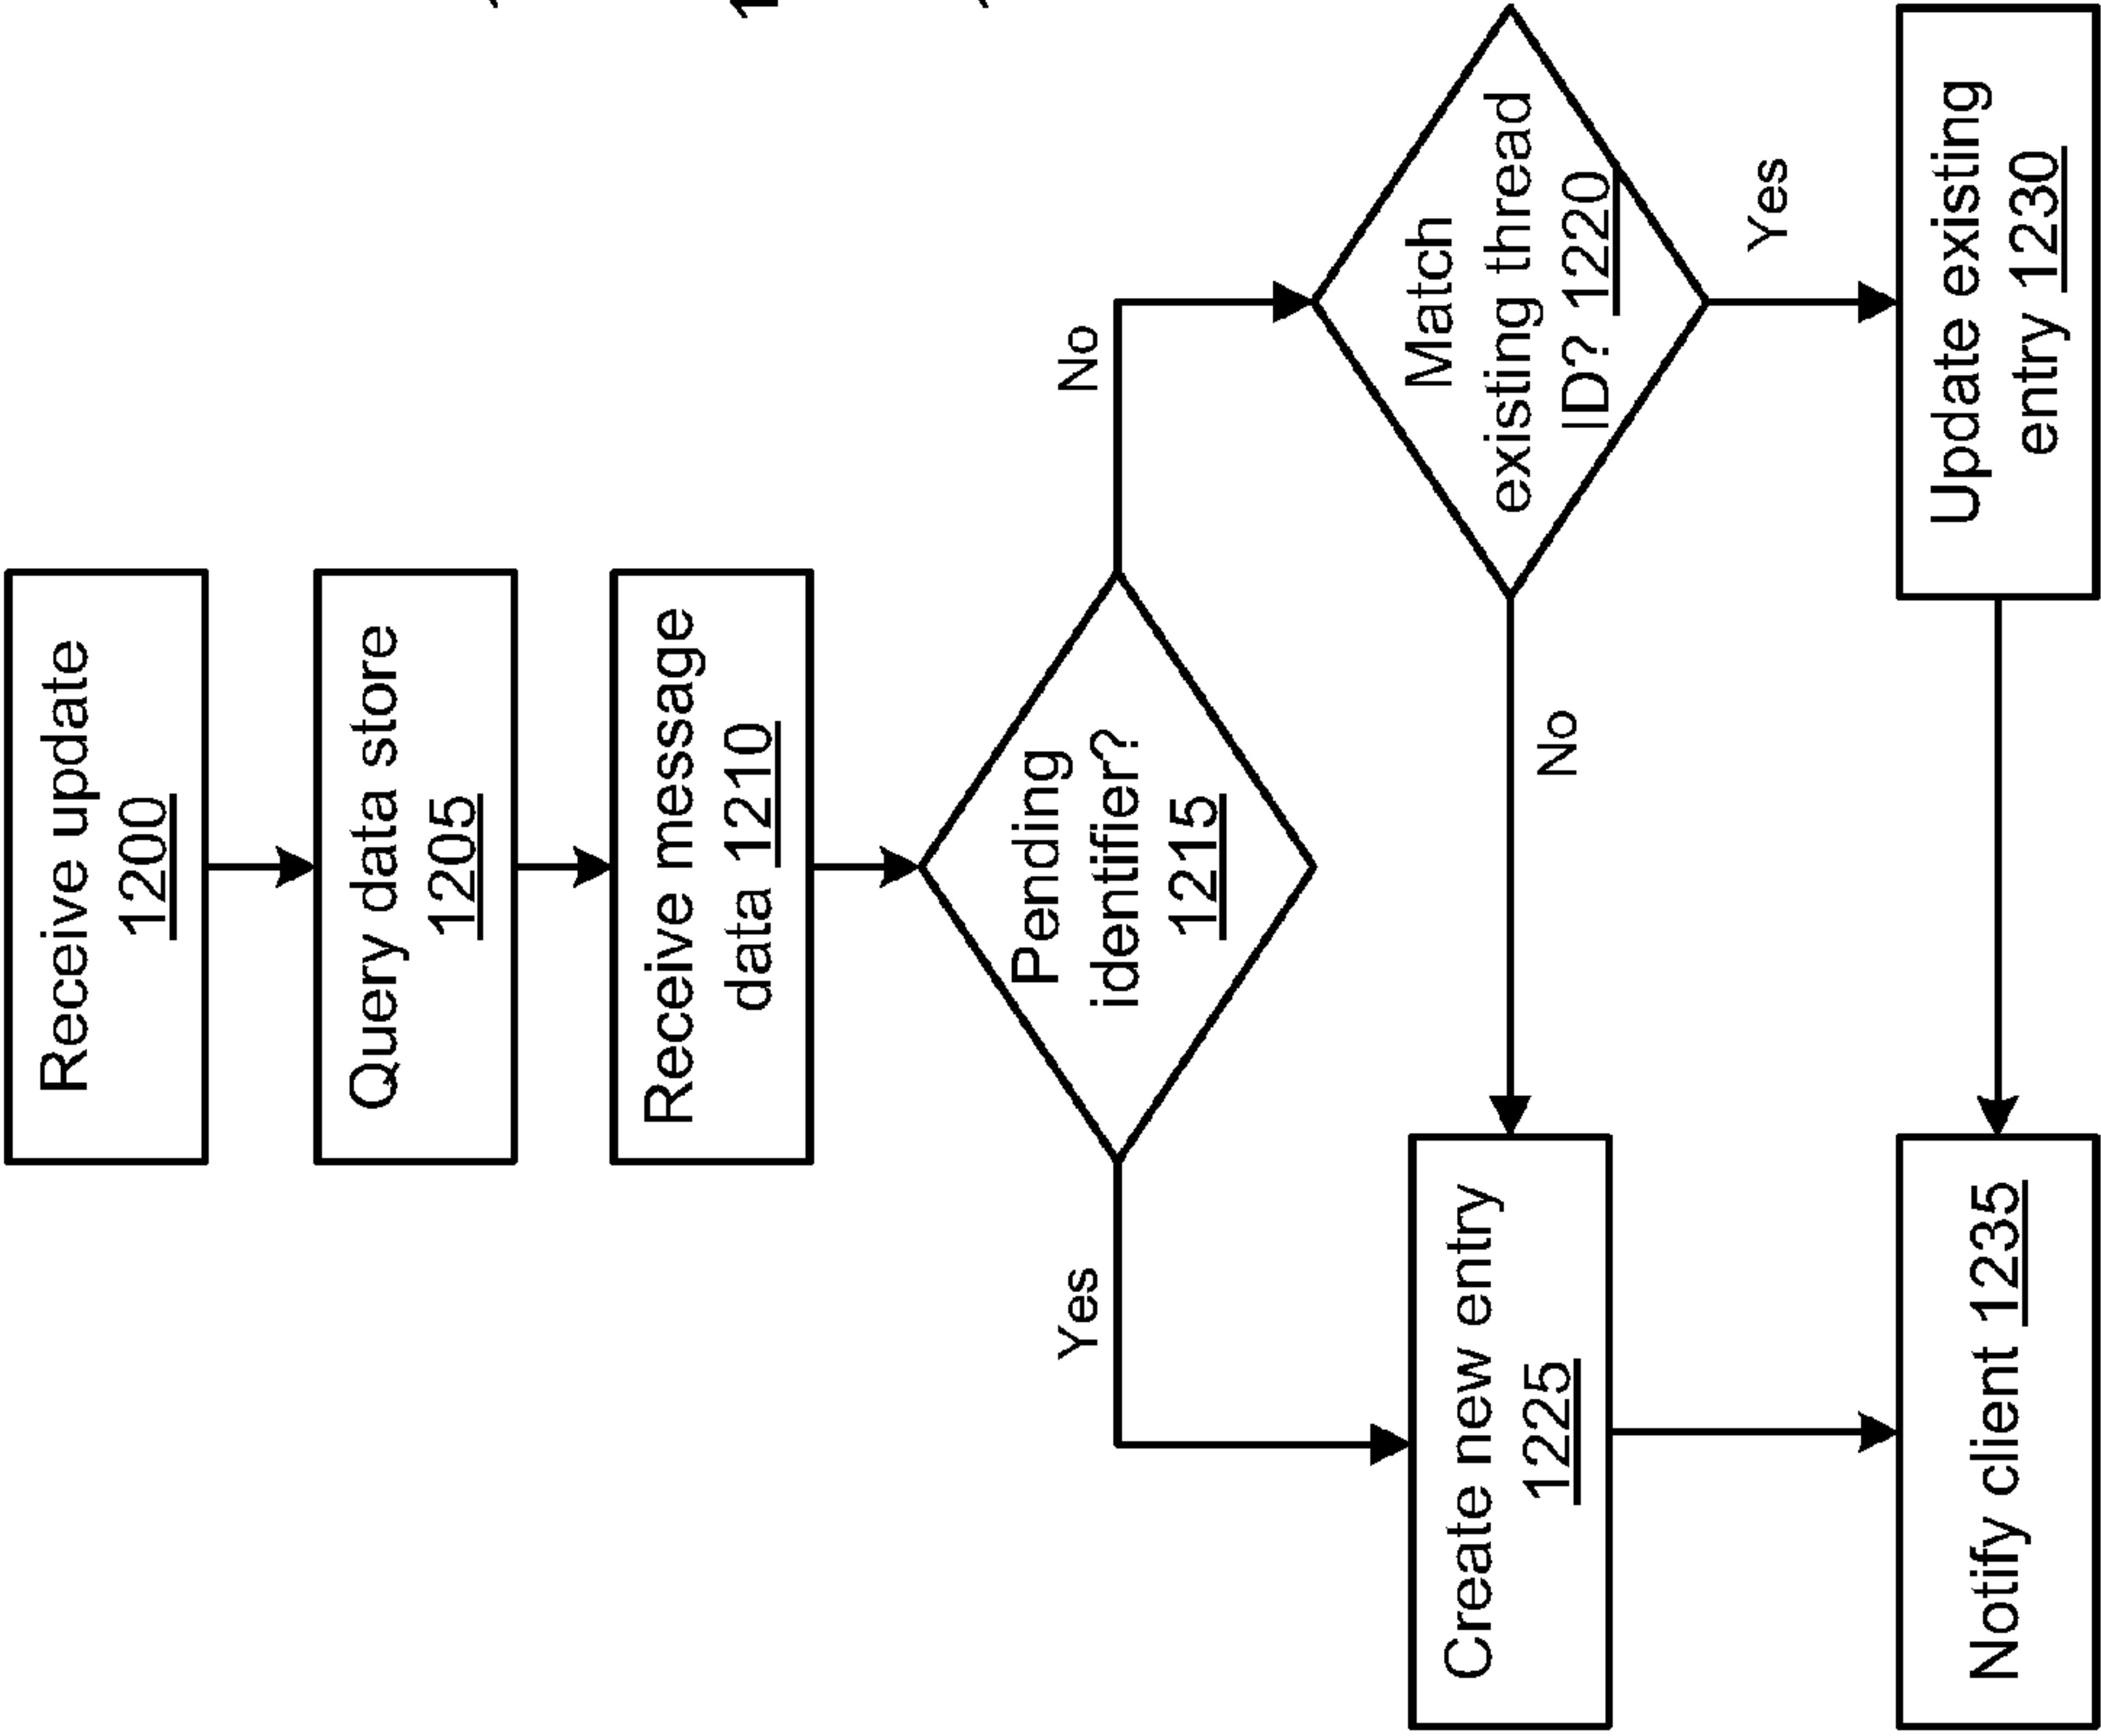 Receive update
1200
Query data store
1205
Receive message
data 1210
Pending
identifier?
1215
Yes
No
Match
existing thread
ID? 1220
No
Yes
Create new entry
1225
Update existing
entry 1230
Notify client 1235